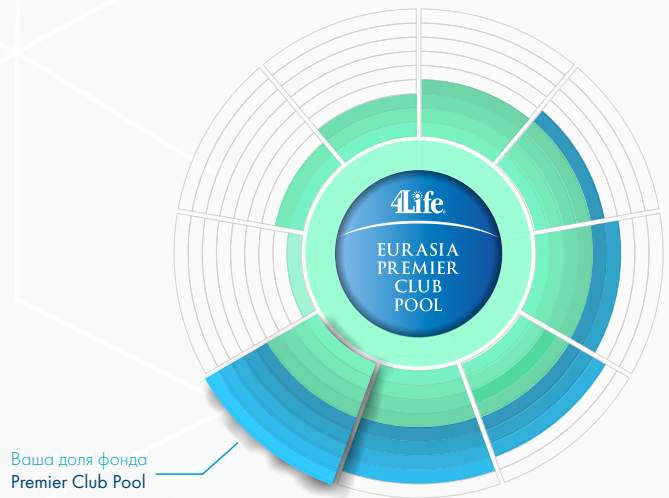 4Life
EURASIA
PREMIER
CLUB
POOL
Ваша доля фонда
Premier Club Pool